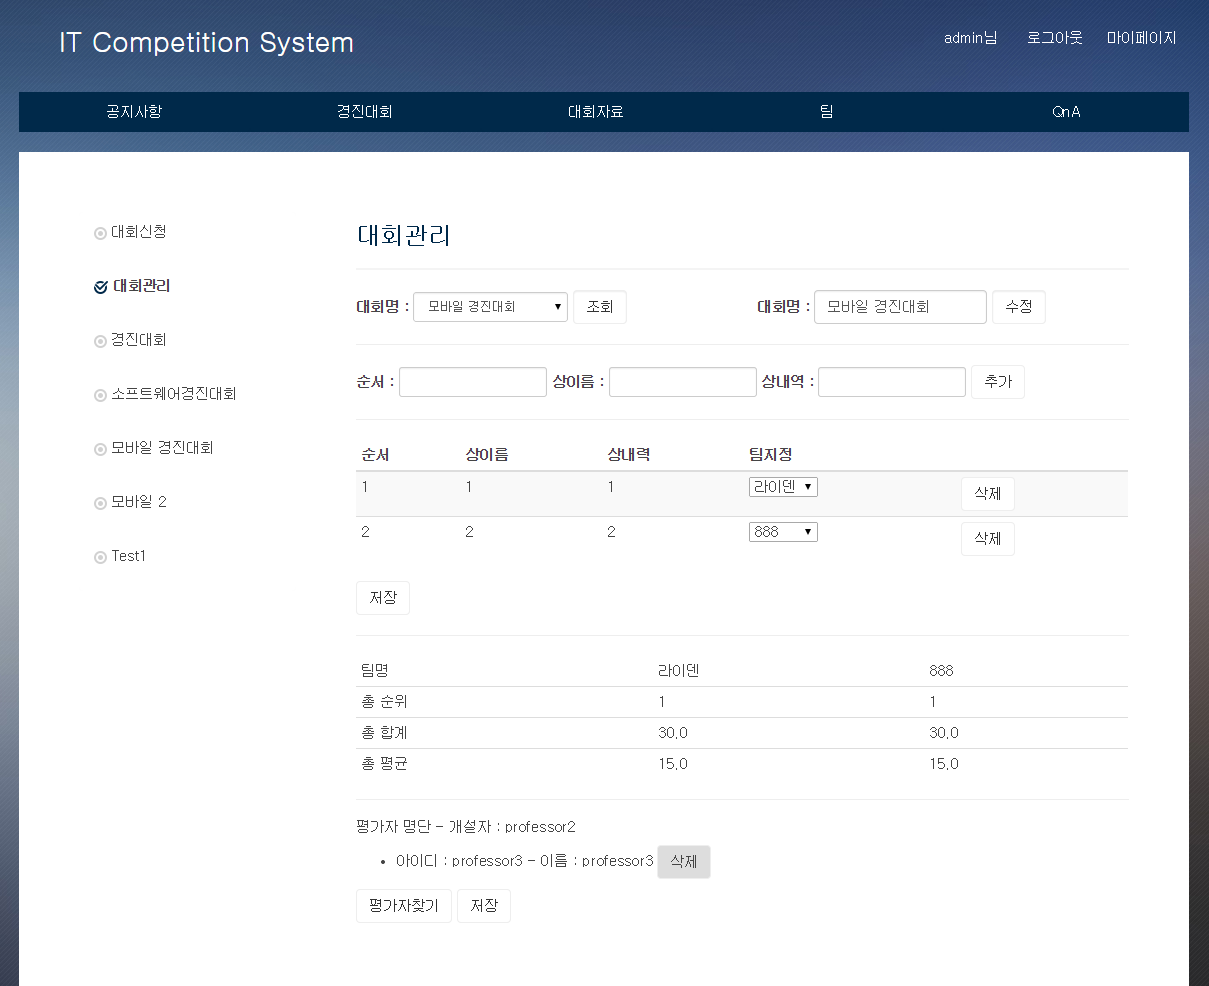 IT Competition System
admin님 로그아웃 마이페이지
공지사항 경진대회 대회자료 팀 QnA
대회신청
대회관리
경진대회
소프트웨어경진대회
모바일 경진대회
모바일 2
Test1
대회관리
대회명 : 모바일 경진대회 조회 대회명 : 모바일 경진대회 수정
순서 : 상이름 : 상내역 : 추가
순서 상이름 상내력 팀지정
1 1 1 라이덴 삭제
2 2 2 888 삭제
저장
팀명 라이덴 888
총 순위 1 1
총 합계 30.0 30.0
총 평균 15.0 15.0
평가자 명단 - 개설자 : professor2
아이디 : professor3 - 이름 : professor3 삭제
평가자찾기 저장